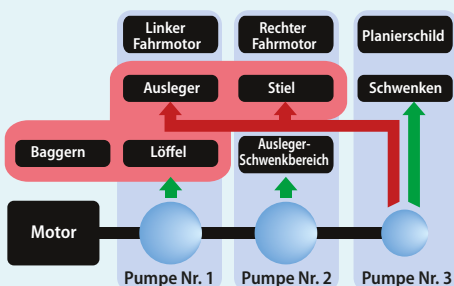 Linker
Fahrmotor
Rechter
Fahrmotor
Planierschild
Ausleger
Stiel
Schwenken
Baggern
Löffel
Ausleger-
Schwenkbereich
Motor
Pumpe Nr. 1
Pumpe Nr. 2
Pumpe Nr. 3